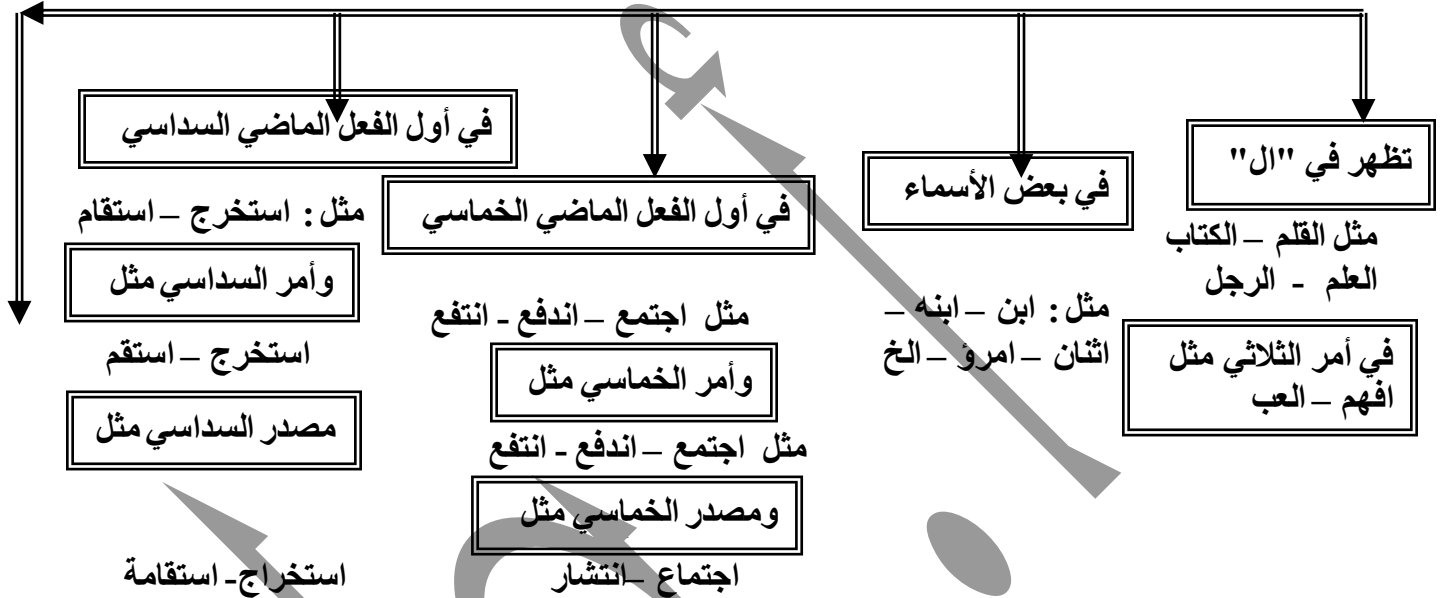 تظهر في "ال"
مثل القلم – الكتاب
العلم - الرجل
في أمر الثلاثي مثل
افهم – العب
في بعض الأسماء
مثل : ابن – ابنه –
اثنان – امرؤ – الخ
في أول الفعل الماضي الخماسي
مثل اجتمع – اندفع - انتفع
وأمر الخماسي مثل
مثل اجتمع – اندفع - انتفع
ومصدر الخماسي مثل
اجتماع – انتشار
في أول الفعل الماضي السداسي
مثل : استخرج – استقام
وأمر السداسي مثل
استخرج – استقم
مصدر السداسي مثل
استخراج- استقامة